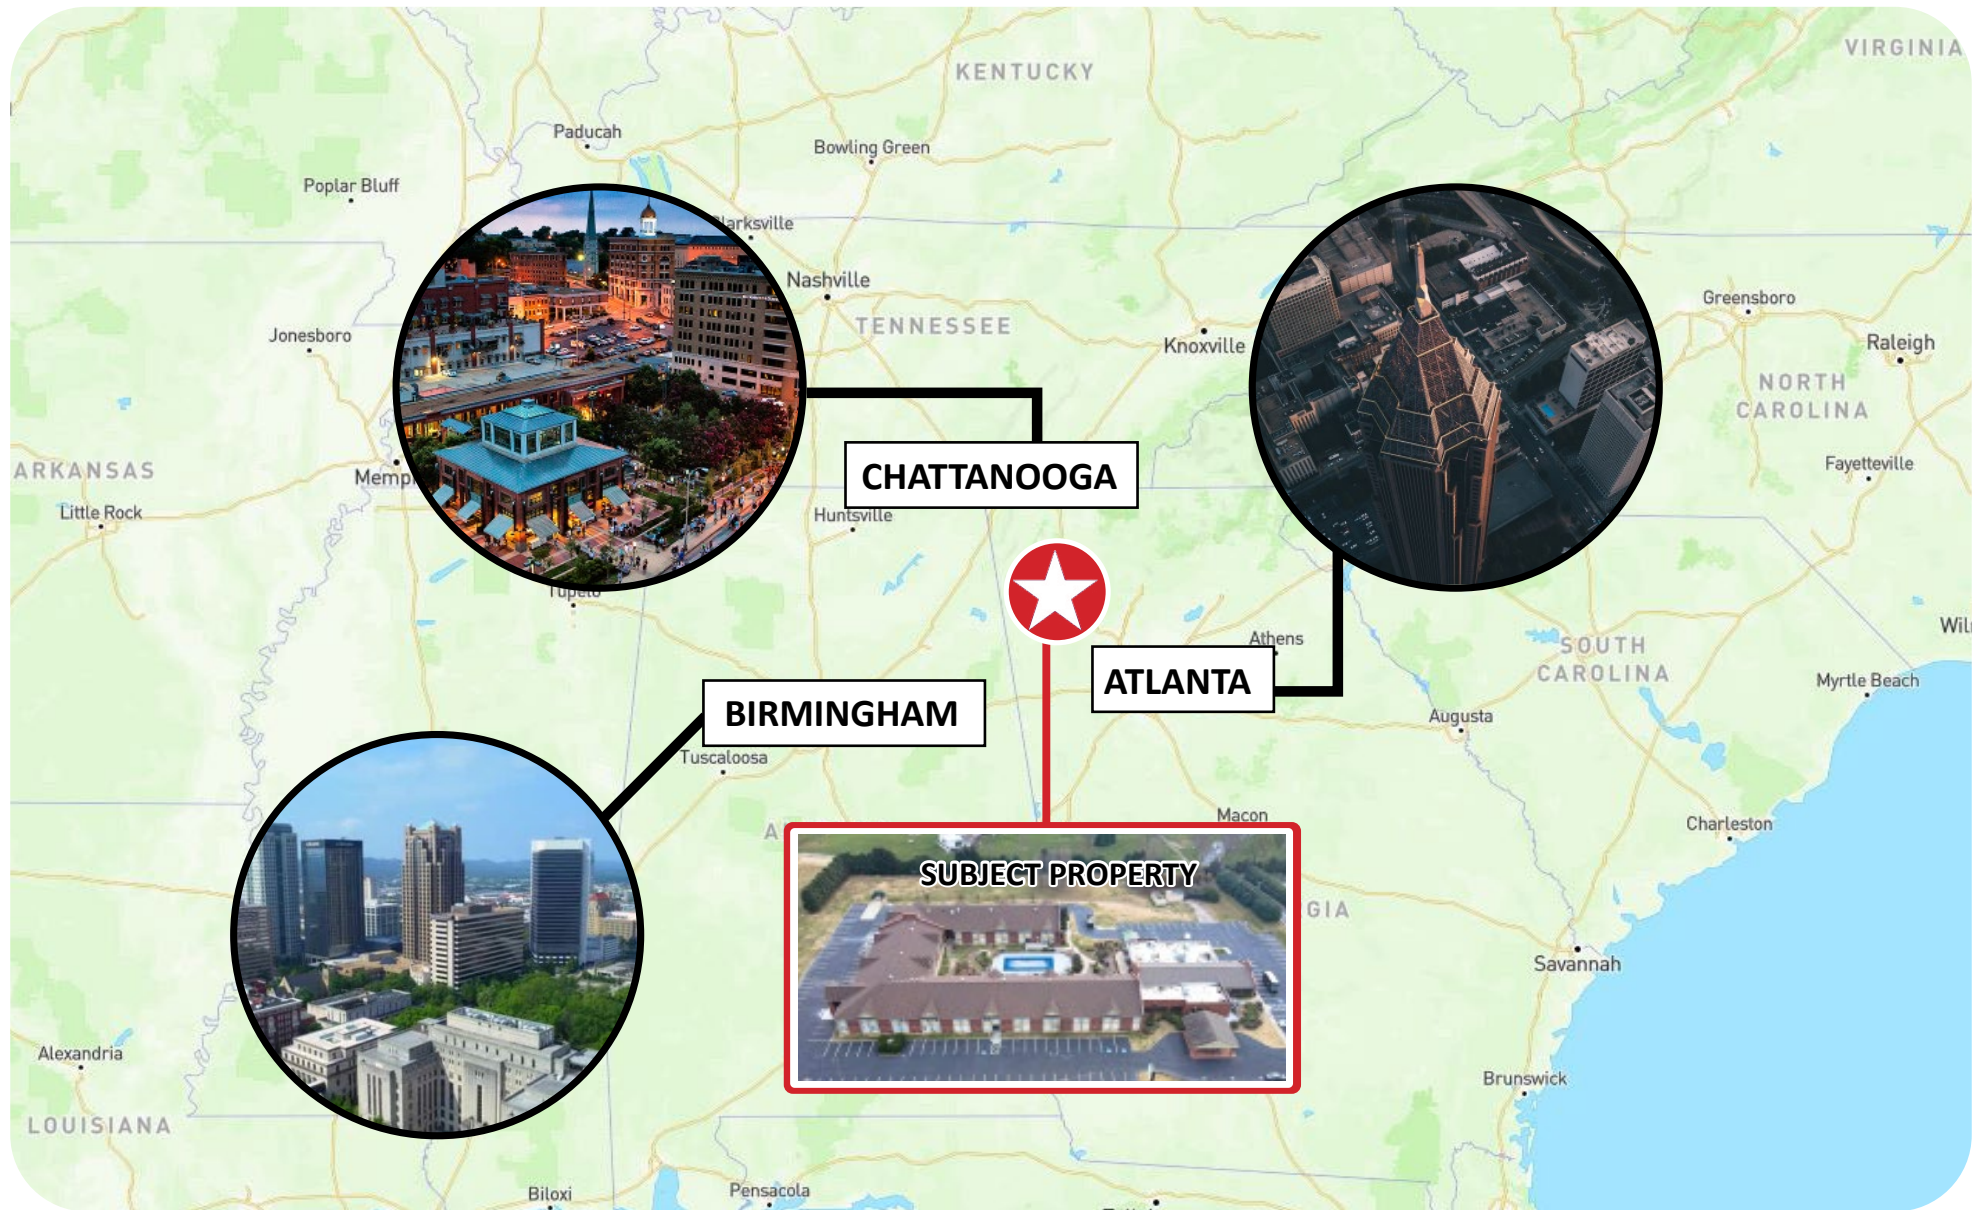 VIRGINIA
KENTUCKY
Paducah
Bowling Green
Poplar Bluff
Clarksville
Nashville
TENNESSEE
Greensboro
Jonesboro
Knoxville
Raleigh
NORTH
CAROLINA
ARKANSAS
Memp
CHATTANOOGA
Fayetteville
Little Rock
Huntsville
Tupelo
Athens
Wil
SOUTH
CAROLINA
ATLANTA
Myrtle Beach
BIRMINGHAM
Augusta
Tuscaloosa
A
Macon
Charleston
SUBJECT PROPERTY
GIA
Savannah
Alexandria
Brunswick
LOUISIANA
Biloxi
Pensacola